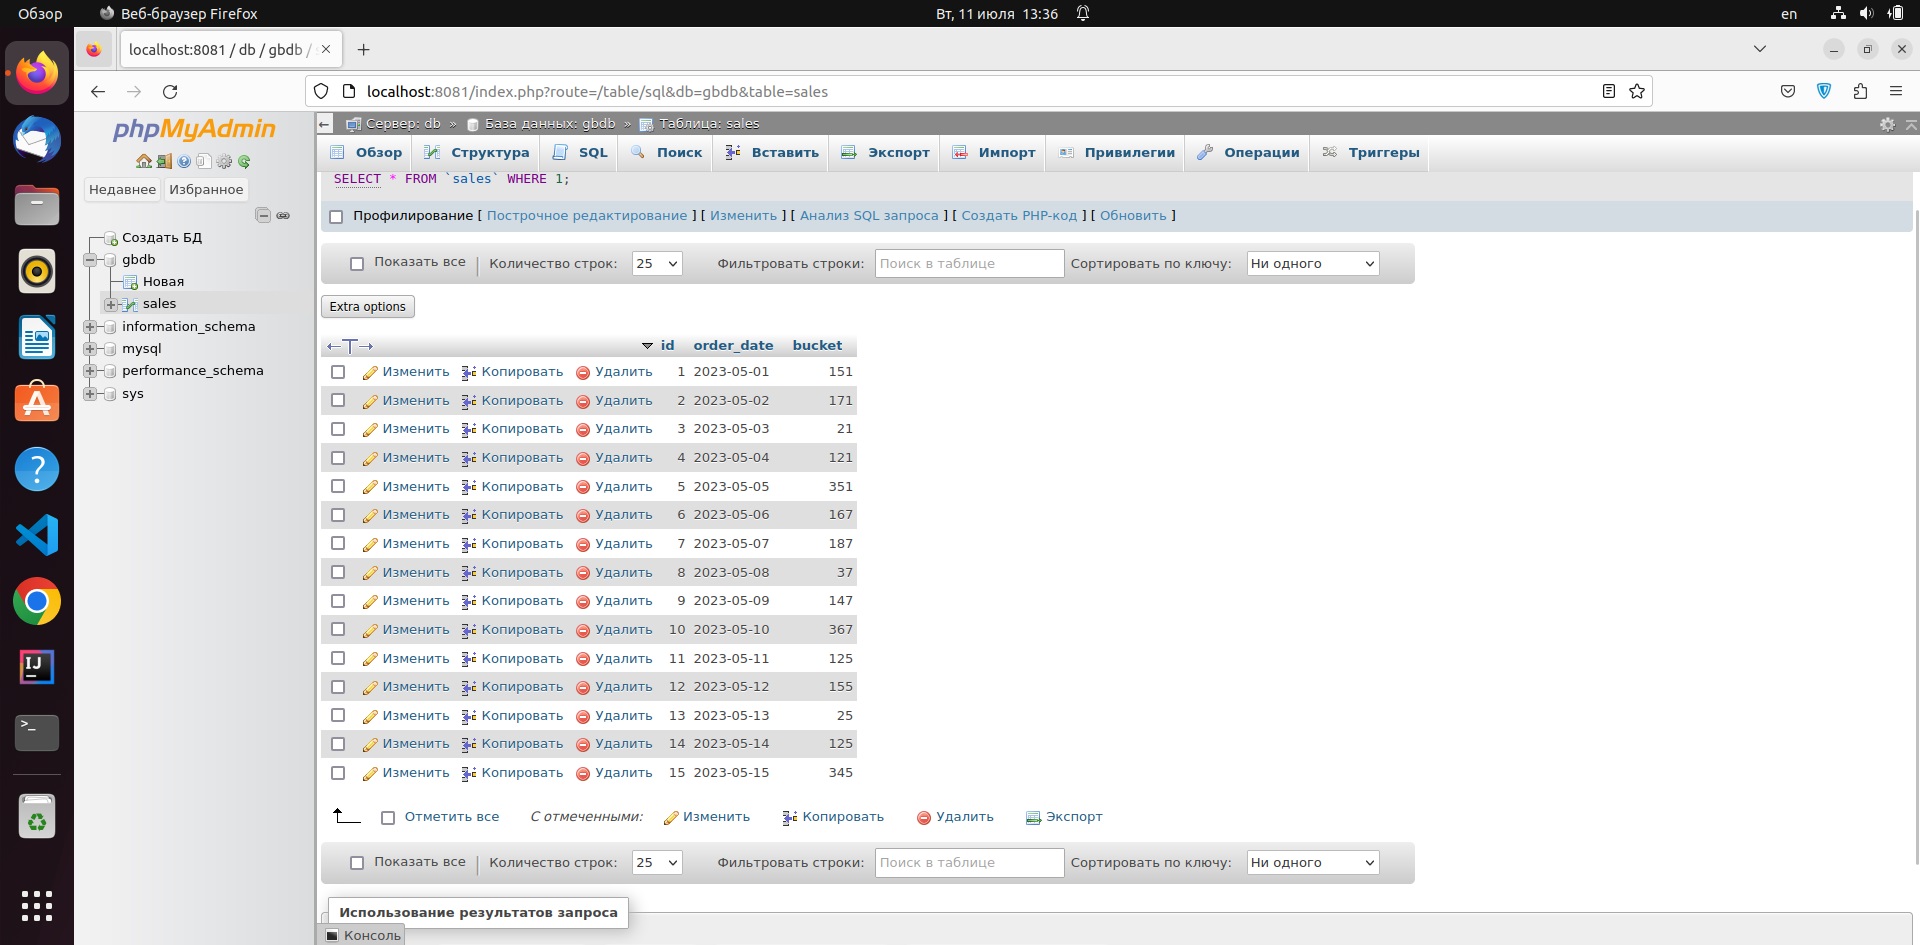 Обзор Веб-браузер Firefox Вт, 11 июля 13:36 en
localhost:8081 / db / gbdb /
localhost:8081/index.php?route=/table/sql&db=gbdb&table=sales
phpMyAdmin
Недавнее Избранное
Создать БД
gbdb
Новая
sales
information_schema
mysql
performance_schema
sys
Сервер: db » База данных: gbdb » Таблица: sales
Обзор Структура SQL Поиск Вставить Экспорт Импорт Привилегии Операции Триггеры
SELECT * FROM `sales` WHERE 1;
Профилирование [ Построчное редактирование ] [ Изменить ] [ Анализ SQL запроса ] [ Создать PHP-код ] [ Обновить ]
Показать все | Количество строк: 25 Фильтровать строки: Поиск в таблице Сортировать по ключу: Ни одного
Extra options
←T→ id order_date bucket
Изменить Копировать Удалить 1 2023-05-01 151
Изменить Копировать Удалить 2 2023-05-02 171
Изменить Копировать Удалить 3 2023-05-03 21
Изменить Копировать Удалить 4 2023-05-04 121
Изменить Копировать Удалить 5 2023-05-05 351
Изменить Копировать Удалить 6 2023-05-06 167
Изменить Копировать Удалить 7 2023-05-07 187
Изменить Копировать Удалить 8 2023-05-08 37
Изменить Копировать Удалить 9 2023-05-09 147
Изменить Копировать Удалить 10 2023-05-10 367
Изменить Копировать Удалить 11 2023-05-11 125
Изменить Копировать Удалить 12 2023-05-12 155
Изменить Копировать Удалить 13 2023-05-13 25
Изменить Копировать Удалить 14 2023-05-14 125
Изменить Копировать Удалить 15 2023-05-15 345
Отметить все С отмеченными: Изменить Копировать Удалить Экспорт
Показать все | Количество строк: 25 Фильтровать строки: Поиск в таблице Сортировать по ключу: Ни одного
Использование результатов запроса
Консоль